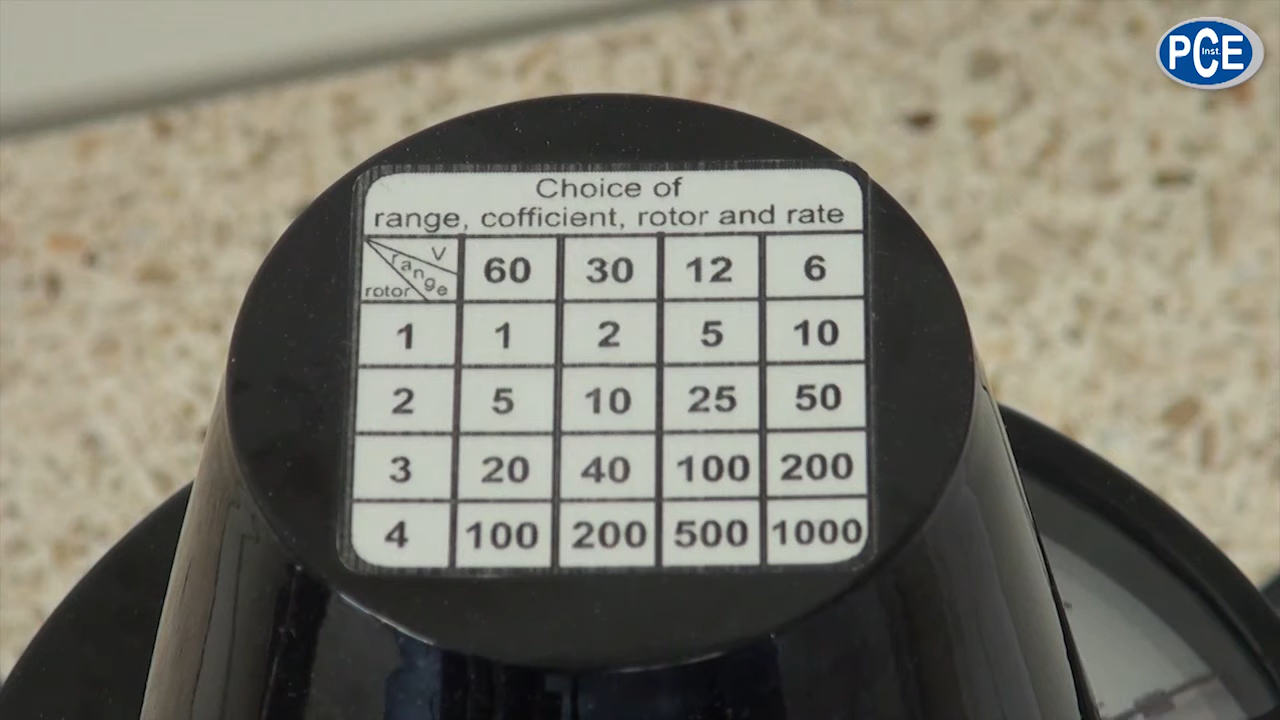 PCE
Inst.
Choice of
range, cofficient, rotor and rate
V
range
rotor
60 30 12 6
1 1 2 5 10
2 5 10 25 50
3 20 40 100 200
4 100 200 500 1000